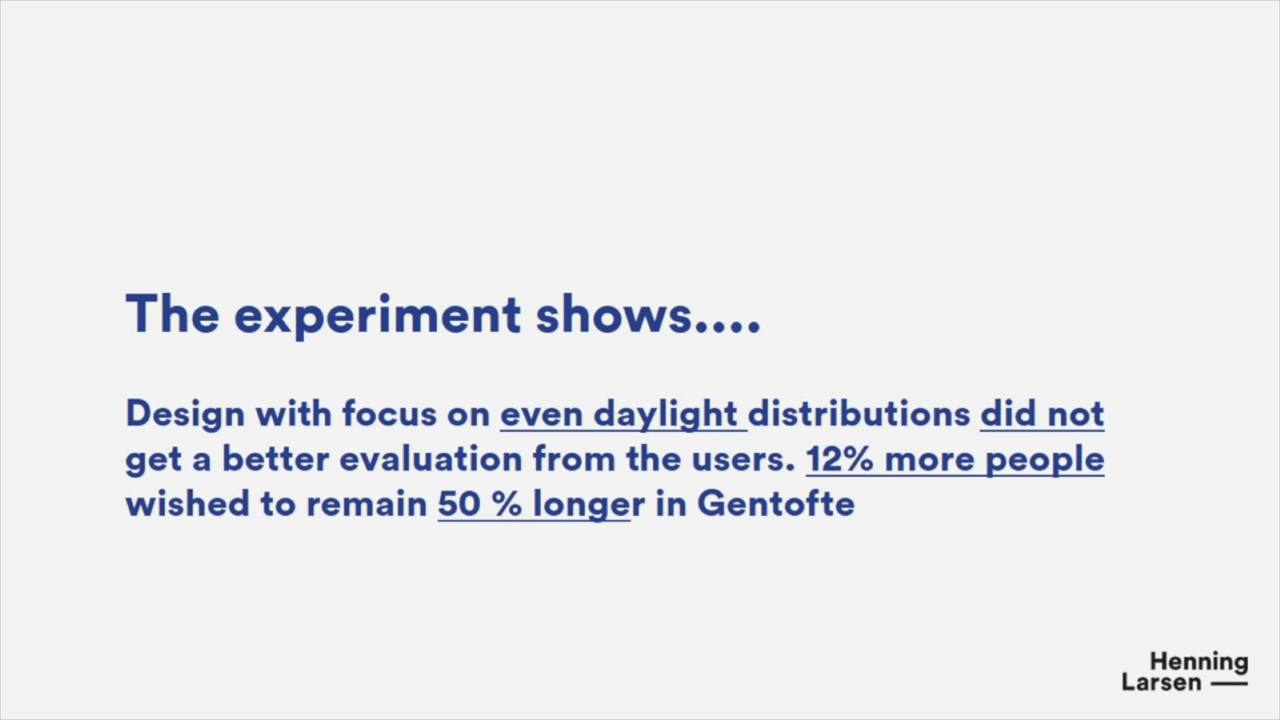 The experiment shows....
Design with focus on even daylight distributions did not
get a better evaluation from the users. 12% more people
wished to remain 50 % longer in Gentofte
Henning
Larsen —